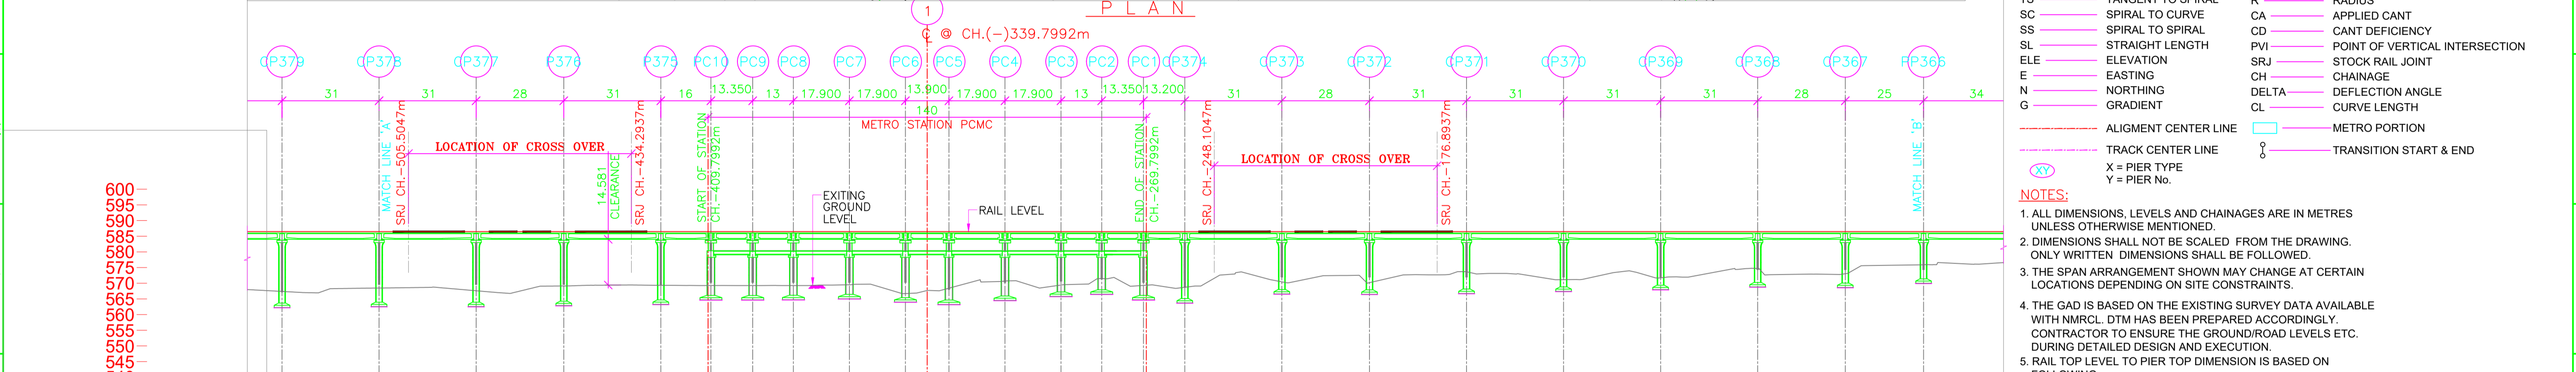 P L A N
1
℄ @ CH.(-)339.7992m
CP379 CP378 CP377 P376 P375 PC10 PC9 PC8 PC7 PC6 PC5 PC4 PC3 PC2 PC1 CP374 CP373 CP372 CP371 CP370 CP369 CP368 CP367 PP366
31 31 28 31 16 13.350 13 17.900 17.900 13.900 17.900 17.900 13 13.350 13.200 31 28 31 31 31 31 28 25 34
140
METRO STATION PCMC
MATCH LINE "A"
SRJ CH.-505.5047m
LOCATION OF CROSS OVER
14.581
CLEARANCE
SRJ CH.-434.2937m
START OF STATION
CH.-409.7992m
EXITING
GROUND
LEVEL
RAIL LEVEL
END OF STATION
CH.-269.7992m
SRJ CH.-248.1047m
LOCATION OF CROSS OVER
SRJ CH.-176.8937m
MATCH LINE "B"
600
595
590
585
580
575
570
565
560
555
550
545
TS TANGENT TO SPIRAL
SC SPIRAL TO CURVE
SS SPIRAL TO SPIRAL
SL STRAIGHT LENGTH
ELE ELEVATION
E EASTING
N NORTHING
G GRADIENT
R RADIUS
CA APPLIED CANT
CD CANT DEFICIENCY
PVI POINT OF VERTICAL INTERSECTION
SRJ STOCK RAIL JOINT
CH CHAINAGE
DELTA DEFLECTION ANGLE
CL CURVE LENGTH
ALIGMENT CENTER LINE
METRO PORTION
TRACK CENTER LINE
TRANSITION START & END
XY
X = PIER TYPE
Y = PIER No.
NOTES:
1. ALL DIMENSIONS, LEVELS AND CHAINAGES ARE IN METRES
UNLESS OTHERWISE MENTIONED.
2. DIMENSIONS SHALL NOT BE SCALED FROM THE DRAWING.
ONLY WRITTEN DIMENSIONS SHALL BE FOLLOWED.
3. THE SPAN ARRANGEMENT SHOWN MAY CHANGE AT CERTAIN
LOCATIONS DEPENDING ON SITE CONSTRAINTS.
4. THE GAD IS BASED ON THE EXISTING SURVEY DATA AVAILABLE
WITH NMRCL. DTM HAS BEEN PREPARED ACCORDINGLY.
CONTRACTOR TO ENSURE THE GROUND/ROAD LEVELS ETC.
DURING DETAILED DESIGN AND EXECUTION.
5. RAIL TOP LEVEL TO PIER TOP DIMENSION IS BASED ON